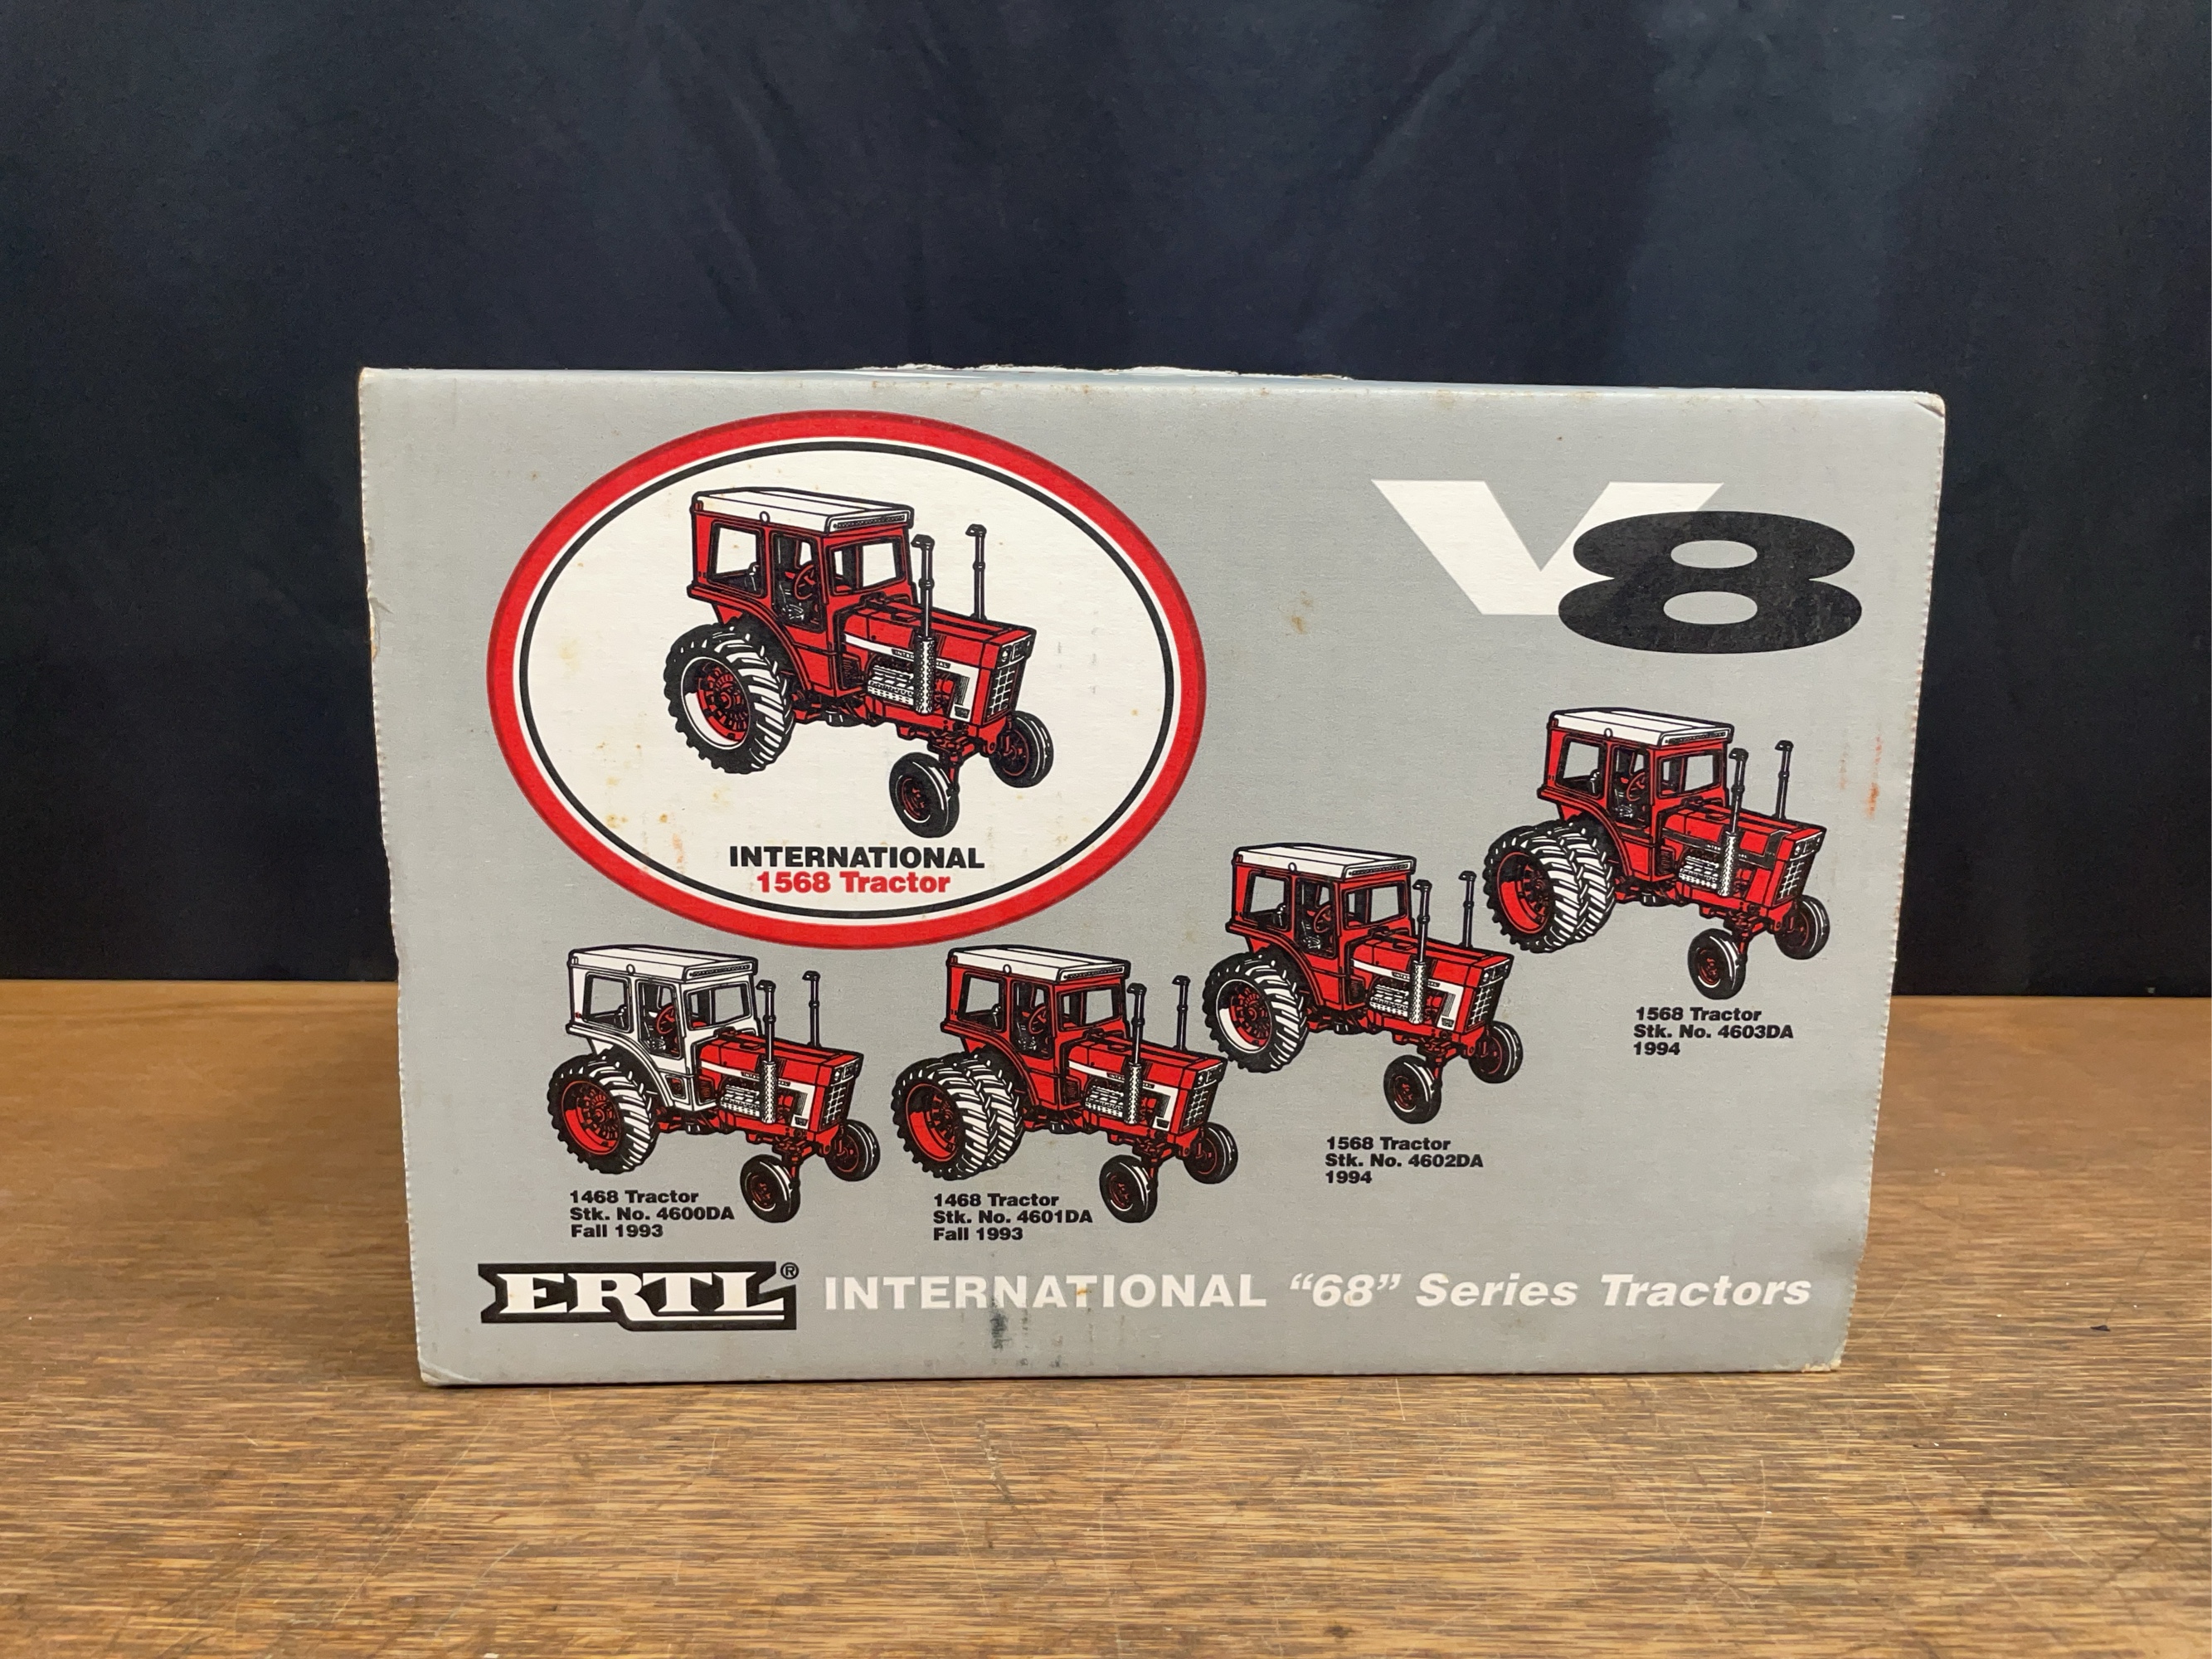 V8
INTERNATIONAL
1568 Tractor
1568 Tractor
Stk. No. 4603DA
1994
1568 Tractor
Stk. No. 4602DA
1994
1468 Tractor
Stk. No. 4600DA
Fall 1993
1468 Tractor
Stk. No. 4601DA
Fall 1993
ERTL® INTERNATIONAL “68” Series Tractors